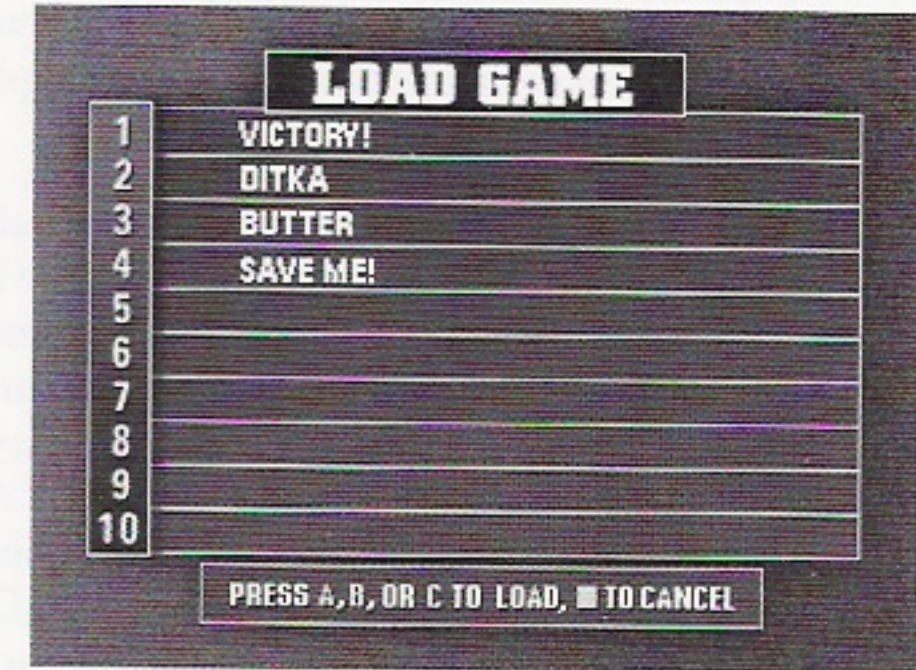 LOAD GAME
1 VICTORY!
2 DITKA
3 BUTTER
4 SAVE ME!
5
6
7
8
9
10
PRESS A, B, OR C TO LOAD, ■ TO CANCEL